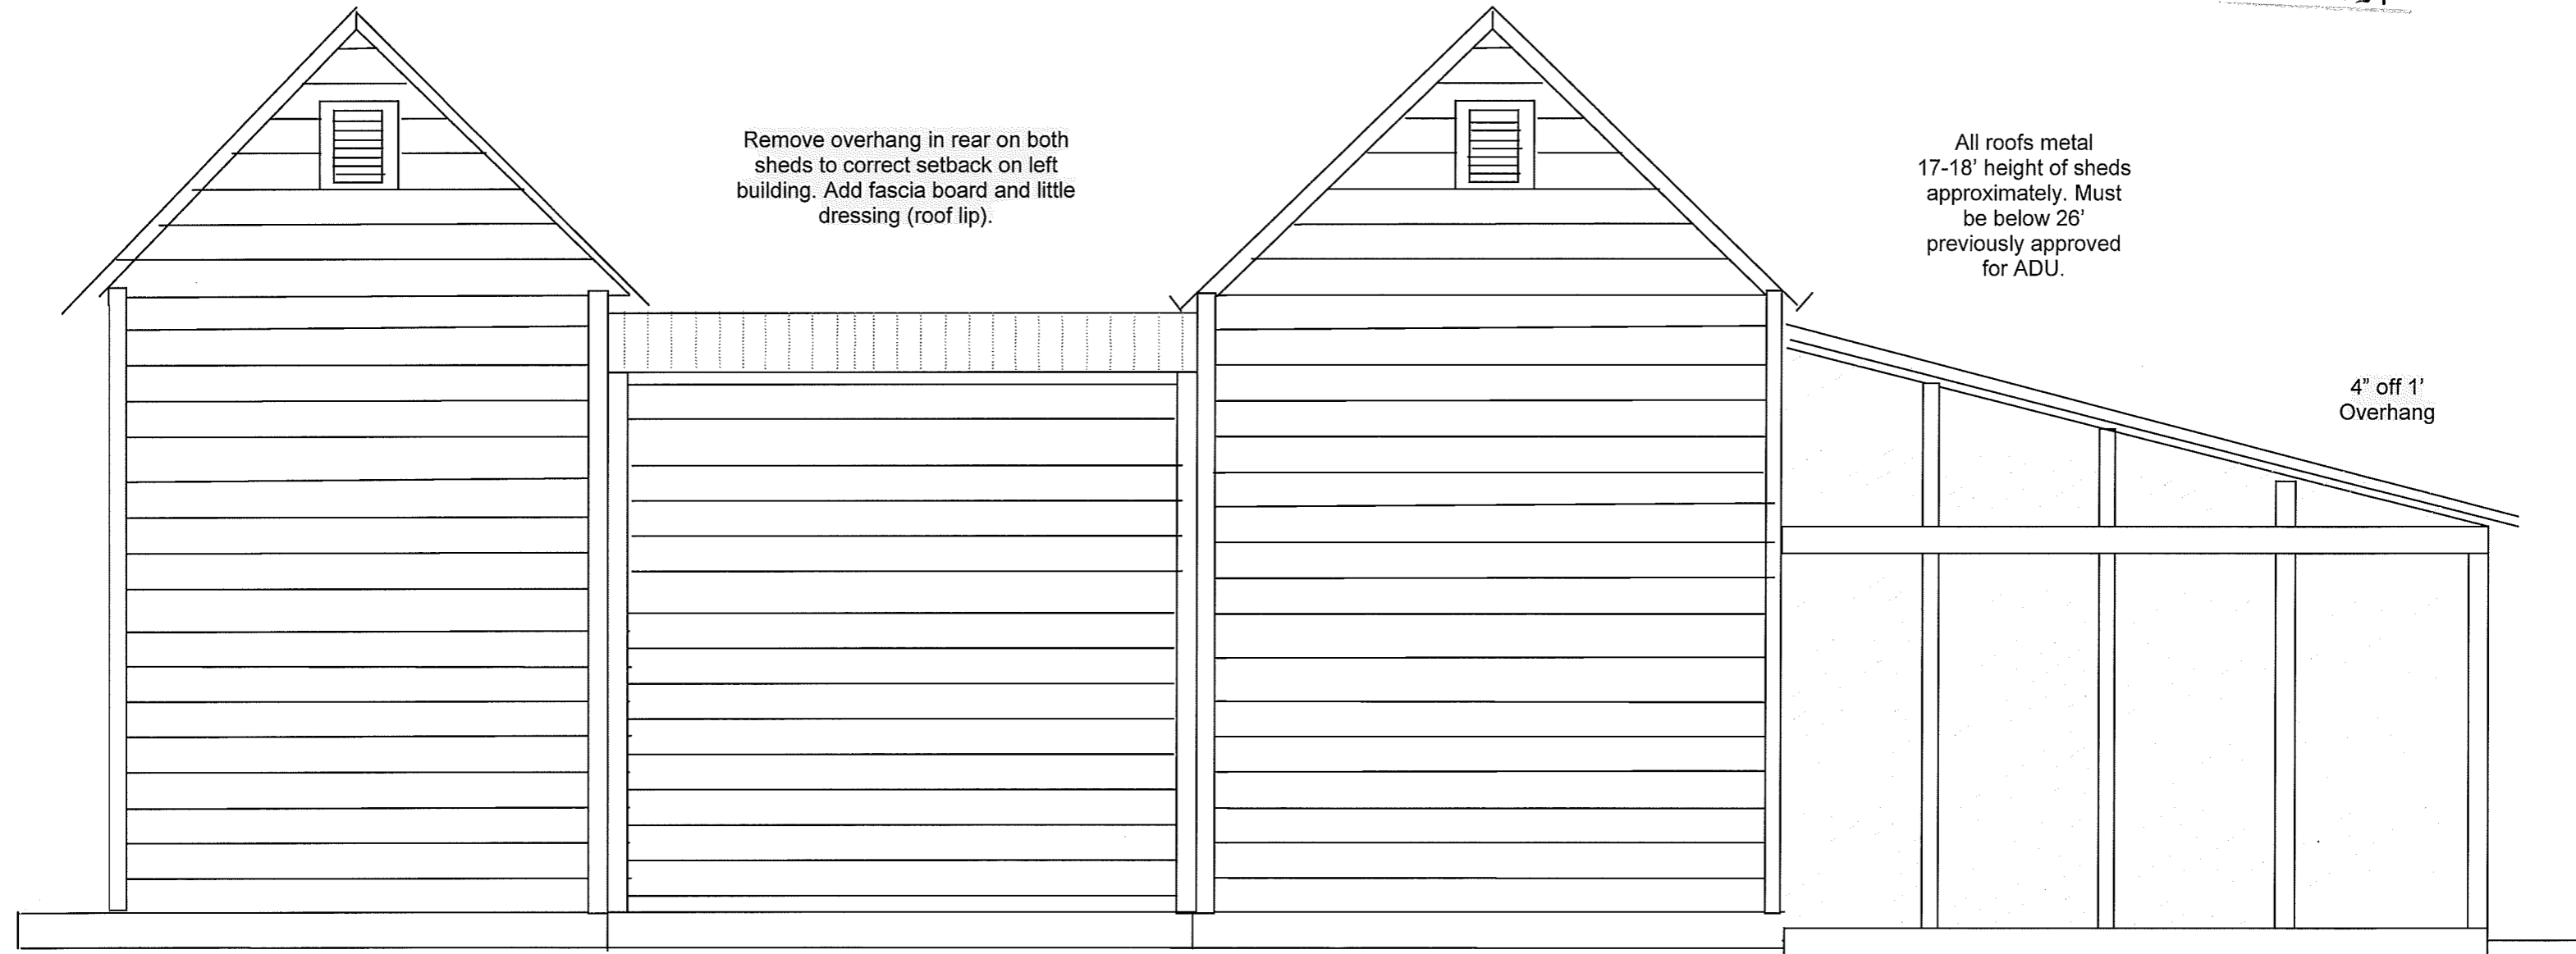 Remove overhang in rear on both
sheds to correct setback on left
building. Add fascia board and little
dressing (roof lip).
All roofs metal
17-18' height of sheds
approximately. Must
be below 26'
previously approved
for ADU.
4” off 1’
Overhang